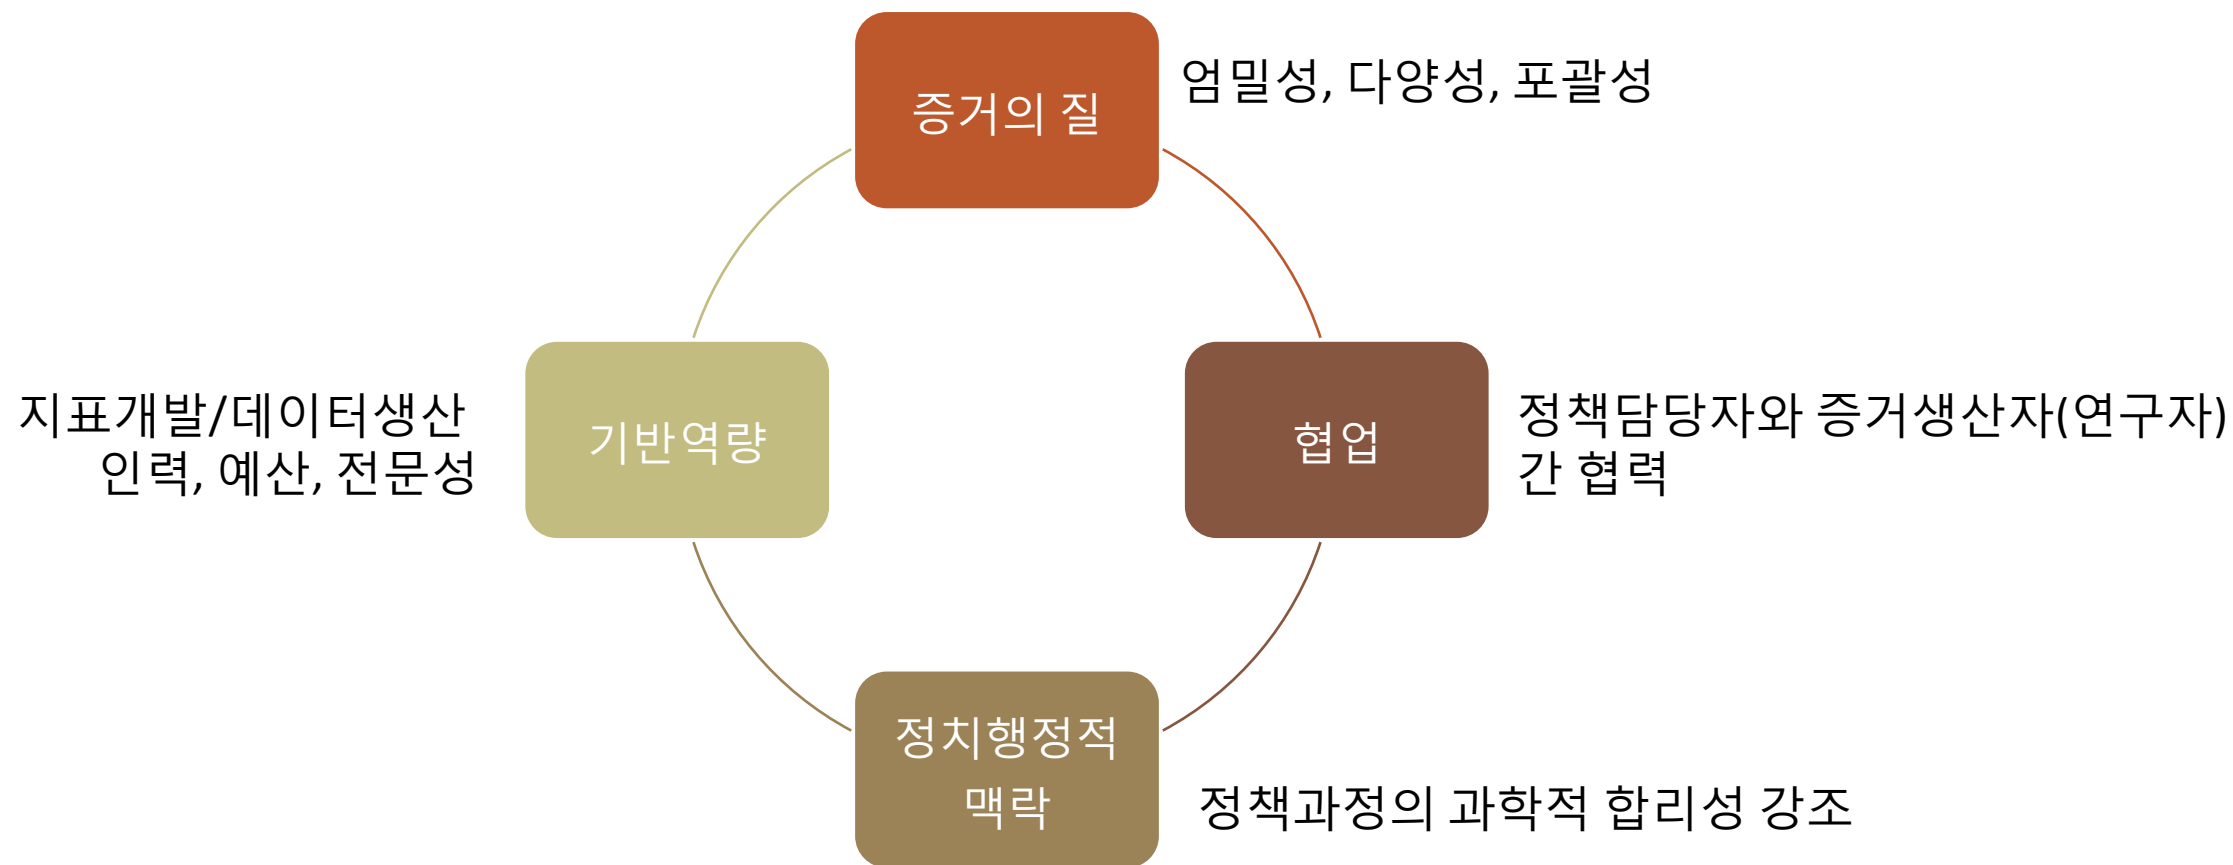 증거의 질
엄밀성, 다양성, 포괄성
지표개발/데이터생산
인력, 예산, 전문성
기반역량
협업
정책담당자와 증거생산자(연구자)
간 협력
정치행정적
맥락
정책과정의 과학적 합리성 강조